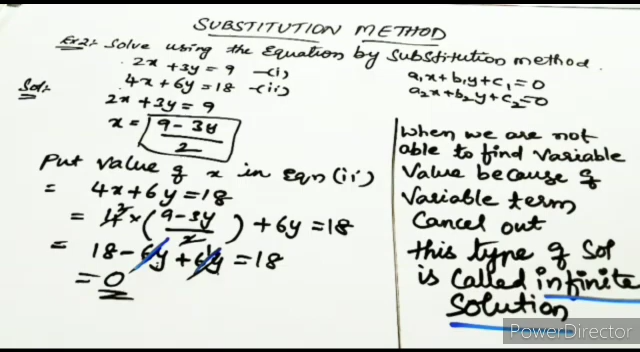 SUBSTITUTION METHOD
Ex2:- Solve using the Equation by Substitution method.
2x + 3y = 9 —(i)
4x + 6y = 18 —(ii)
a₁x + b₁y + c₁ = 0
a₂x + b₂y + c₂ = 0
Sol:-
2x + 3y = 9
x = (9 - 3y)/2
Put value of x in Eqn (ii)
= 4x + 6y = 18
= 4² × (9 - 3y / 2) + 6y = 18
= 18 - 6y + 6y = 18
= 0
When we are not
able to find Variable
Value because of
Variable term
Cancel out
this type of Sol
is Called infinite
Solution
PowerDirector